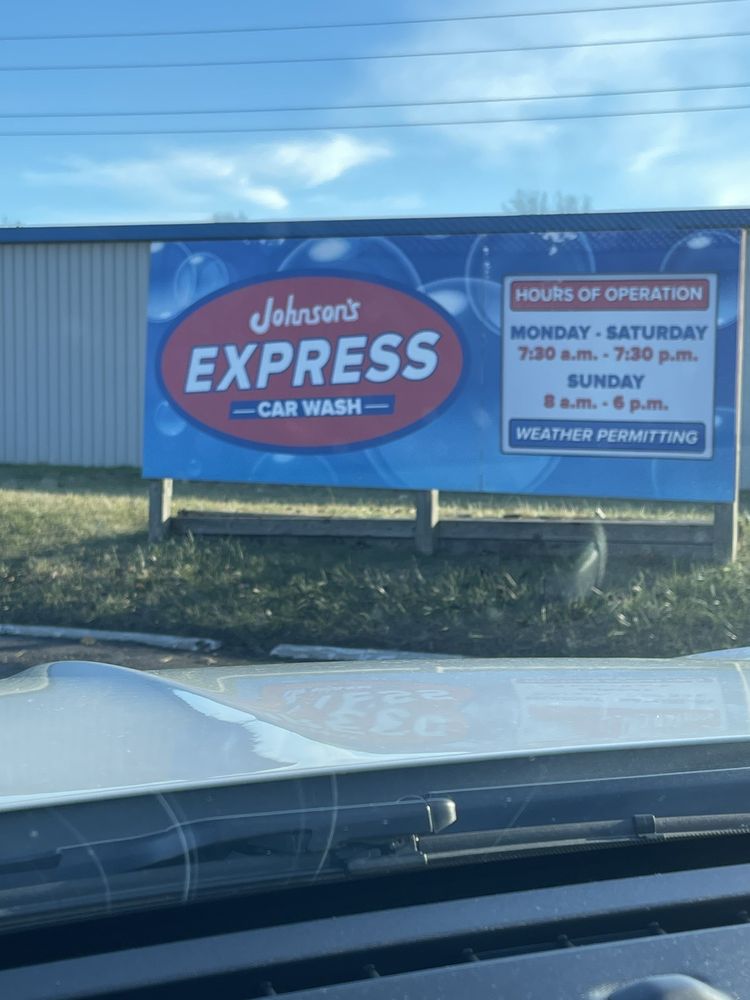 Johnson's
EXPRESS
CAR WASH
HOURS OF OPERATION
MONDAY - SATURDAY
7:30 a.m. - 7:30 p.m.
SUNDAY
8 a.m. - 6 p.m.
WEATHER PERMITTING